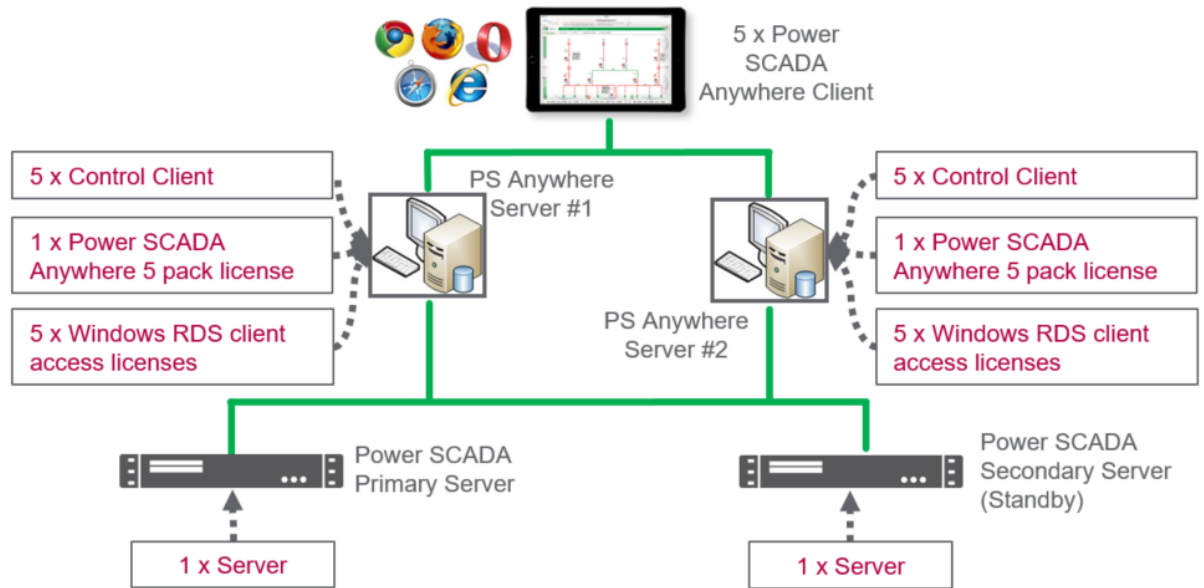 5 x Power
SCADA
Anywhere Client
5 x Control Client
1 x Power SCADA
Anywhere 5 pack license
5 x Windows RDS client
access licenses
PS Anywhere
Server #1
PS Anywhere
Server #2
5 x Control Client
1 x Power SCADA
Anywhere 5 pack license
5 x Windows RDS client
access licenses
Power SCADA
Primary Server
1 x Server
Power SCADA
Secondary Server
(Standby)
1 x Server